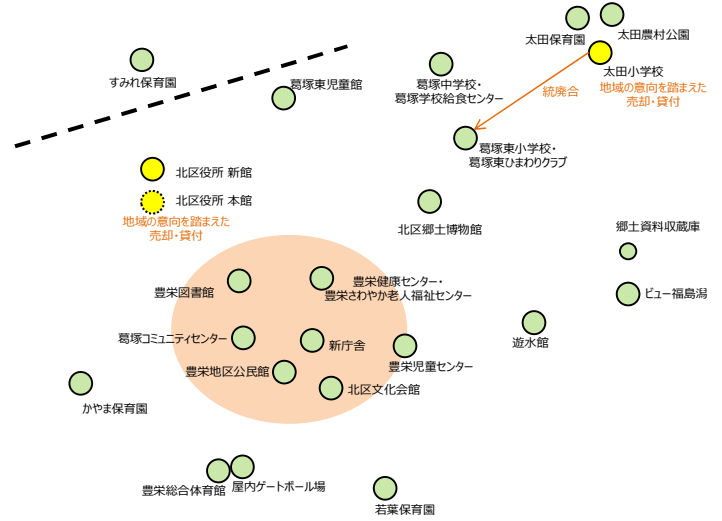 太田保育園
太田農村公園
太田小学校
地域の意向を踏まえた
売却・貸付
すみれ保育園
葛塚東児童館
葛塚中学校・
葛塚学校給食センター
統廃合
葛塚東小学校・
葛塚東ひまわりクラブ
北区役所 新館
北区役所 本館
地域の意向を踏まえた
売却・貸付
北区郷土博物館
郷土資料収蔵庫
ビュー福島潟
豊栄図書館
豊栄健康センター・
豊栄さわやか老人福祉センター
葛塚コミュニティセンター
新庁舎
遊水館
豊栄児童センター
豊栄地区公民館
北区文化会館
かやま保育園
豊栄総合体育館
屋内ゲートボール場
若葉保育園